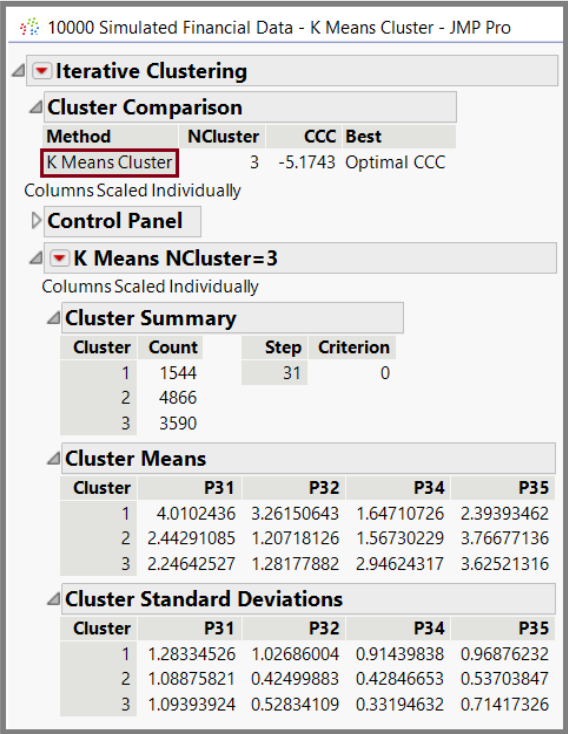 10000 Simulated Financial Data - K Means Cluster - JMP Pro
Iterative Clustering
Cluster Comparison
Method NCluster CCC Best
K Means Cluster 3 -5.1743 Optimal CCC
Columns Scaled Individually
Control Panel
K Means NCluster=3
Columns Scaled Individually
Cluster Summary
Cluster Count Step Criterion
1 1544 31 0
2 4866
3 3590
Cluster Means
Cluster P31 P32 P34 P35
1 4.0102436 3.26150643 1.64710726 2.39393462
2 2.44291085 1.20718126 1.56730229 3.76677136
3 2.24642527 1.28177882 2.94624317 3.62521316
Cluster Standard Deviations
Cluster P31 P32 P34 P35
1 1.28334526 1.02686004 0.91439838 0.96876232
2 1.08875821 0.42499883 0.42846653 0.53703847
3 1.09393924 0.52834109 0.33194632 0.71417326